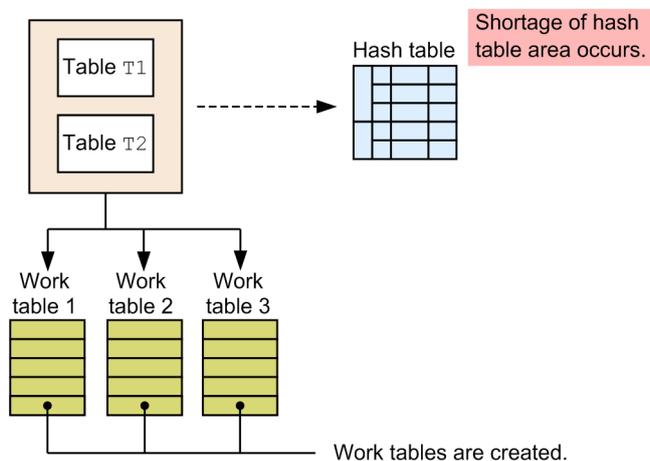 Shortage of hash
table area occurs.
Hash table
Table T1
Table T2
Work
table 1
Work
table 2
Work
table 3
Work tables are created.